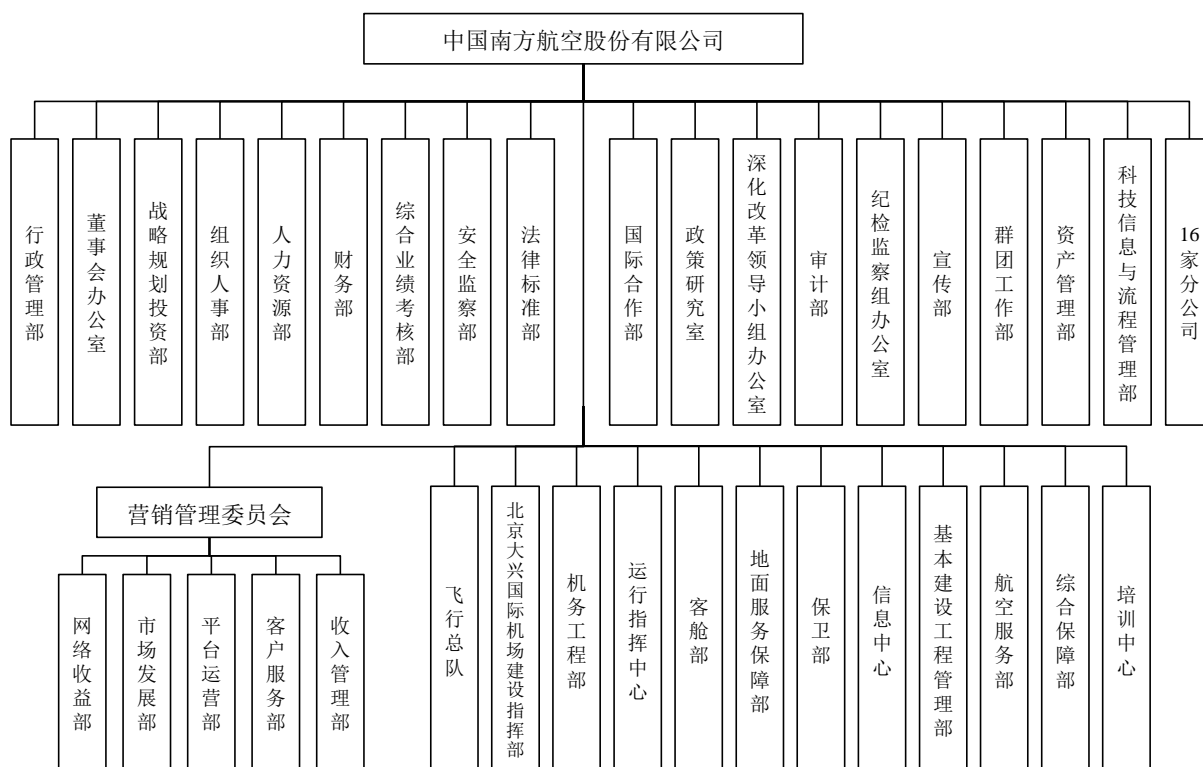 中国南方航空股份有限公司
行政管理部
董事会办公室
战略规划投资部
组织人事部
人力资源部
财务部
综合业绩考核部
安全监察部
法律标准部
国际合作部
政策研究室
深化改革领导小组办公室
审计部
纪检监察组办公室
宣传部
群团工作部
资产管理部
科技信息与流程管理部
16家分公司
营销管理委员会
网络收益部
市场发展部
平台运营部
客户服务部
收入管理部
飞行总队
北京大兴国际机场建设指挥部
机务工程部
运行指挥中心
客舱部
地面服务保障部
保卫部
信息中心
基本建设工程管理部
航空服务部
综合保障部
培训中心